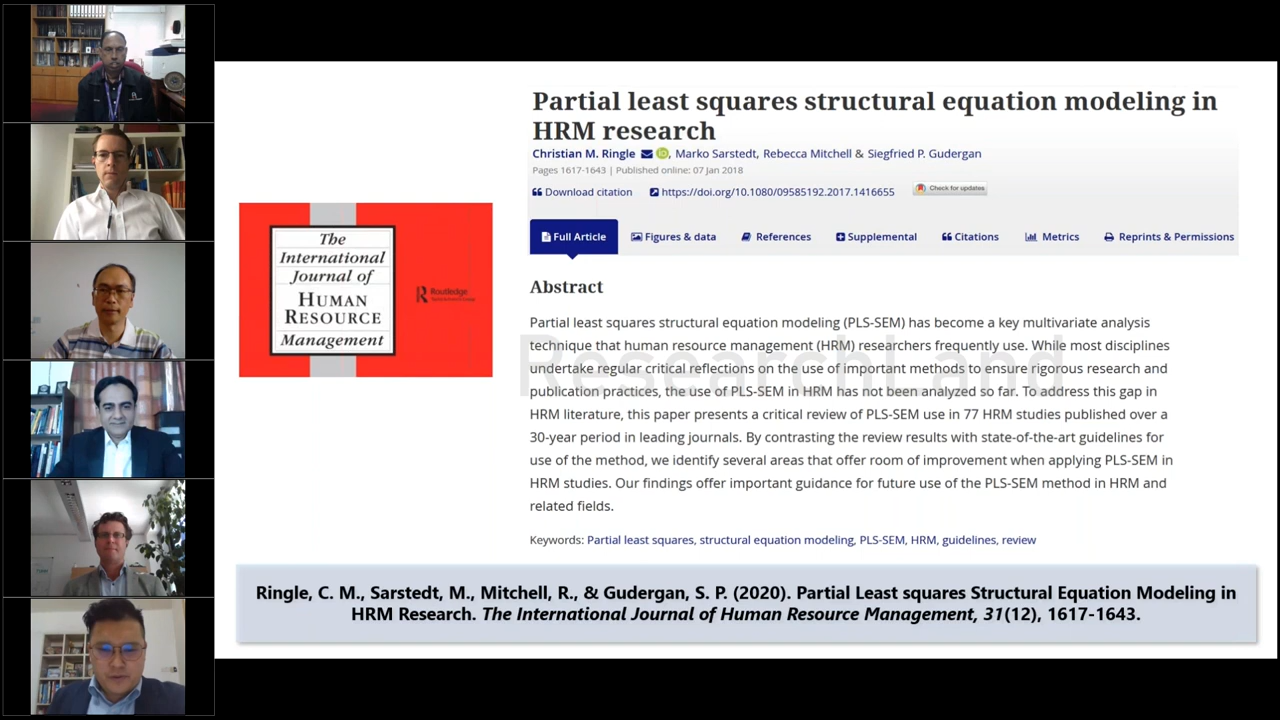 Partial least squares structural equation modeling in
HRM research
Christian M. Ringle , Marko Sarstedt, Rebecca Mitchell & Siegfried P. Gudergan
Pages 1617-1643 | Published online: 07 Jan 2018
Download citation https://doi.org/10.1080/09585192.2017.1416655 Check for updates
Full Article Figures & data References Supplemental Citations Metrics Reprints & Permissions
The
International
Journal of
HUMAN
RESOURCE
Management
Routledge
Abstract
Partial least squares structural equation modeling (PLS-SEM) has become a key multivariate analysis
technique that human resource management (HRM) researchers frequently use. While most disciplines
undertake regular critical reflections on the use of important methods to ensure rigorous research and
publication practices, the use of PLS-SEM in HRM has not been analyzed so far. To address this gap in
HRM literature, this paper presents a critical review of PLS-SEM use in 77 HRM studies published over a
30-year period in leading journals. By contrasting the review results with state-of-the-art guidelines for
use of the method, we identify several areas that offer room of improvement when applying PLS-SEM in
HRM studies. Our findings offer important guidance for future use of the PLS-SEM method in HRM and
related fields.
ResearchLand
Keywords: Partial least squares, structural equation modeling, PLS-SEM, HRM, guidelines, review
Ringle, C. M., Sarstedt, M., Mitchell, R., & Gudergan, S. P. (2020). Partial Least squares Structural Equation Modeling in
HRM Research. The International Journal of Human Resource Management, 31(12), 1617-1643.